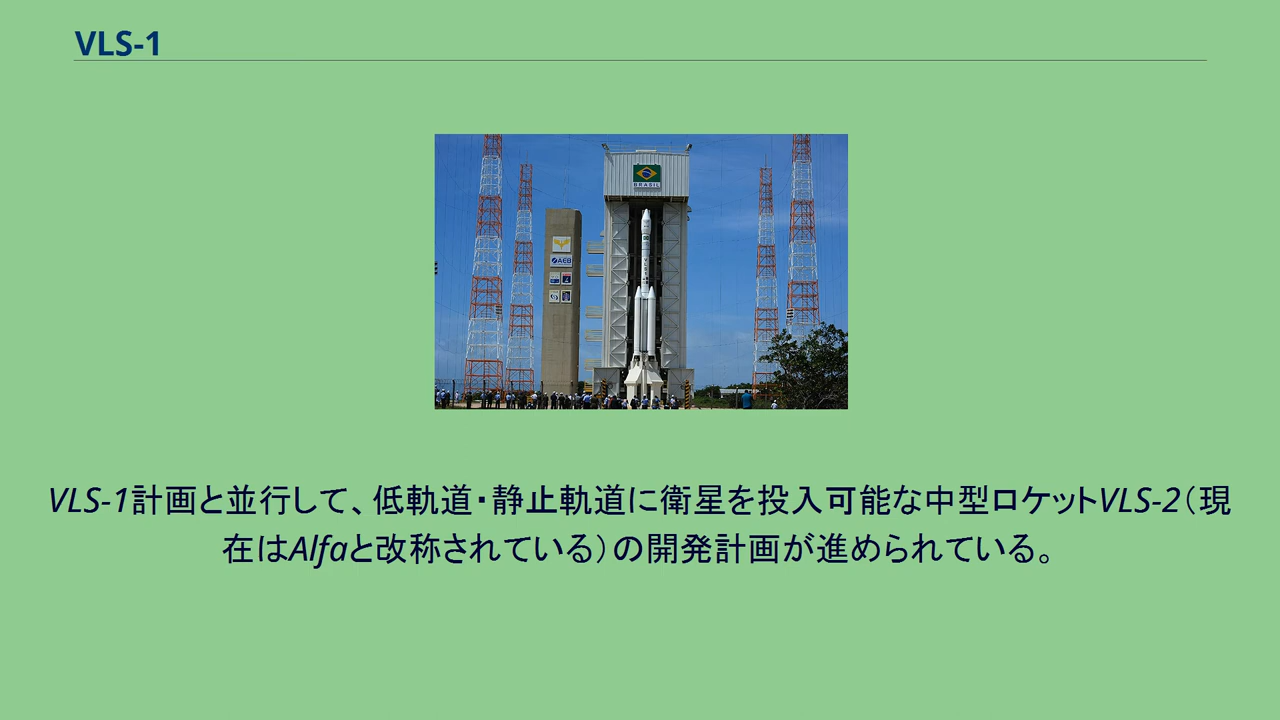 VLS-1
BRASIL
AEB
VLS-1計画と並行して、低軌道・静止軌道に衛星を投入可能な中型ロケットVLS-2（現
在はAlfaと改称されている）の開発計画が進められている。